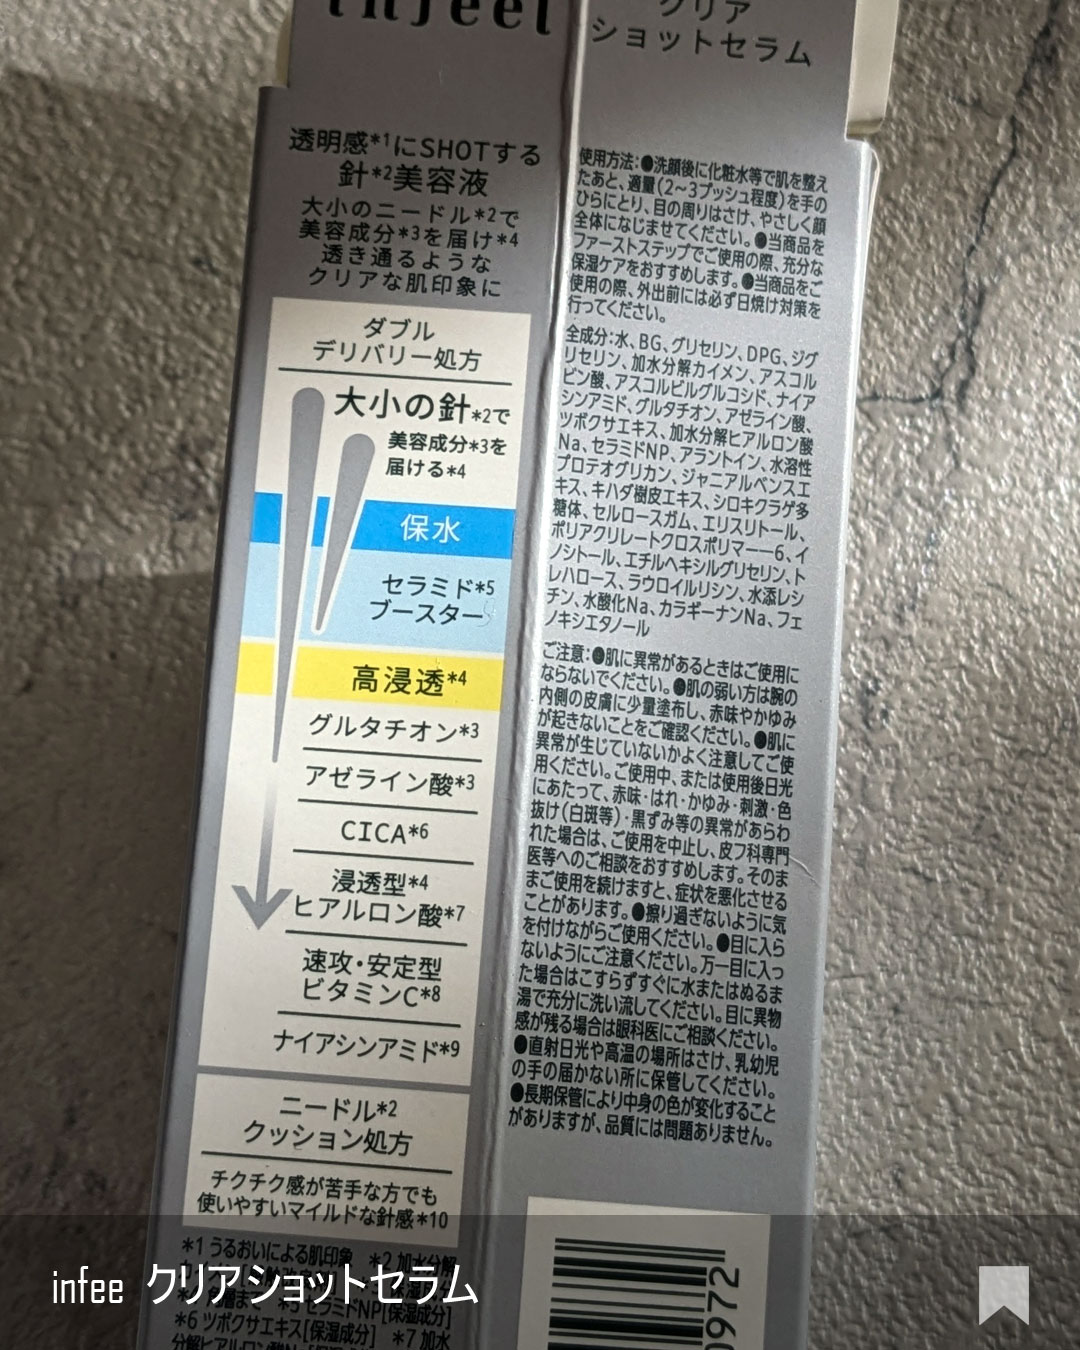 infeel
透明感*1にSHOTする
針*2美容液
大小のニードル*2で
美容成分*3を届け*4
透き通るような
クリアな肌印象に
ダブル
デリバリー処方
大小の針*2で
美容成分*3を
届ける*4
保水
セラミド*5
ブースター
高浸透*4
グルタチオン*3
アゼライン酸*3
CICA*6
浸透型*4
ヒアルロン酸*7
速攻・安定型
ビタミンC*8
ナイアシンアミド*9
ニードル*2
クッション処方
チクチク感が苦手な方でも
使いやすいマイルドな針感*10
*1 うるおいによる肌印象 *2 加水分解
*5 セラミドNP[保湿成分]
*6 ツボクサエキス[保湿成分] *7 加水
クリア
ショットセラム
使用方法:●洗顔後に化粧水等で肌を整え
たあと、適量(2~3プッシュ程度)を手の
ひらにとり、目の周りはさけ、やさしく顔
全体になじませてください。●当商品を
ファーストステップでご使用の際、充分な
保湿ケアをおすすめします。●当商品をご
使用の際、外出前には必ず日焼け対策を
行ってください。
全成分:水、BG、グリセリン、DPG、ジグ
リセリン、加水分解カイメン、アスコル
ビン酸、アスコルビルグルコシド、ナイア
シンアミド、グルタチオン、アゼライン酸、
ツボクサエキス、加水分解ヒアルロン酸
Na、セラミドNP、アラントイン、水溶性
プロテオグリカン、ジャニアルベンスエ
キス、キハダ樹皮エキス、シロキクラゲ多
糖体、セルロースガム、エリスリトール、
ポリアクリレートクロスポリマー-6、イ
ノシトール、エチルヘキシルグリセリン、ト
レハロース、ラウロイルリシン、水添レシ
チン、水酸化Na、カラギーナンNa、フェ
ノキシエタノール
ご注意:●肌に異常があるときはご使用に
ならないでください。●肌の弱い方は腕の
内側の皮膚に少量塗布し、赤味やかゆみ
が起きないことをご確認ください。●肌に
異常が生じていないかよく注意してご使
用ください。ご使用中、または使用後日光
にあたって、赤味・はれ・かゆみ・刺激・色
抜け(白斑等)・黒ずみ等の異常があらわ
れた場合は、ご使用を中止し、皮フ科専門
医等へのご相談をおすすめします。そのま
まご使用を続けますと、症状を悪化させる
ことがあります。●擦り過ぎないように気
を付けながらご使用ください。●目に入ら
ないようにご注意ください。万一目に入っ
た場合はこすらずすぐに水またはぬるま
湯で充分に洗い流してください。目に異物
感が残る場合は眼科医にご相談ください。
●直射日光や高温の場所はさけ、乳幼児
の手の届かない所に保管してください。
●長期保管により中身の色が変化すること
がありますが、品質には問題ありません。
0972
infee クリアショットセラム